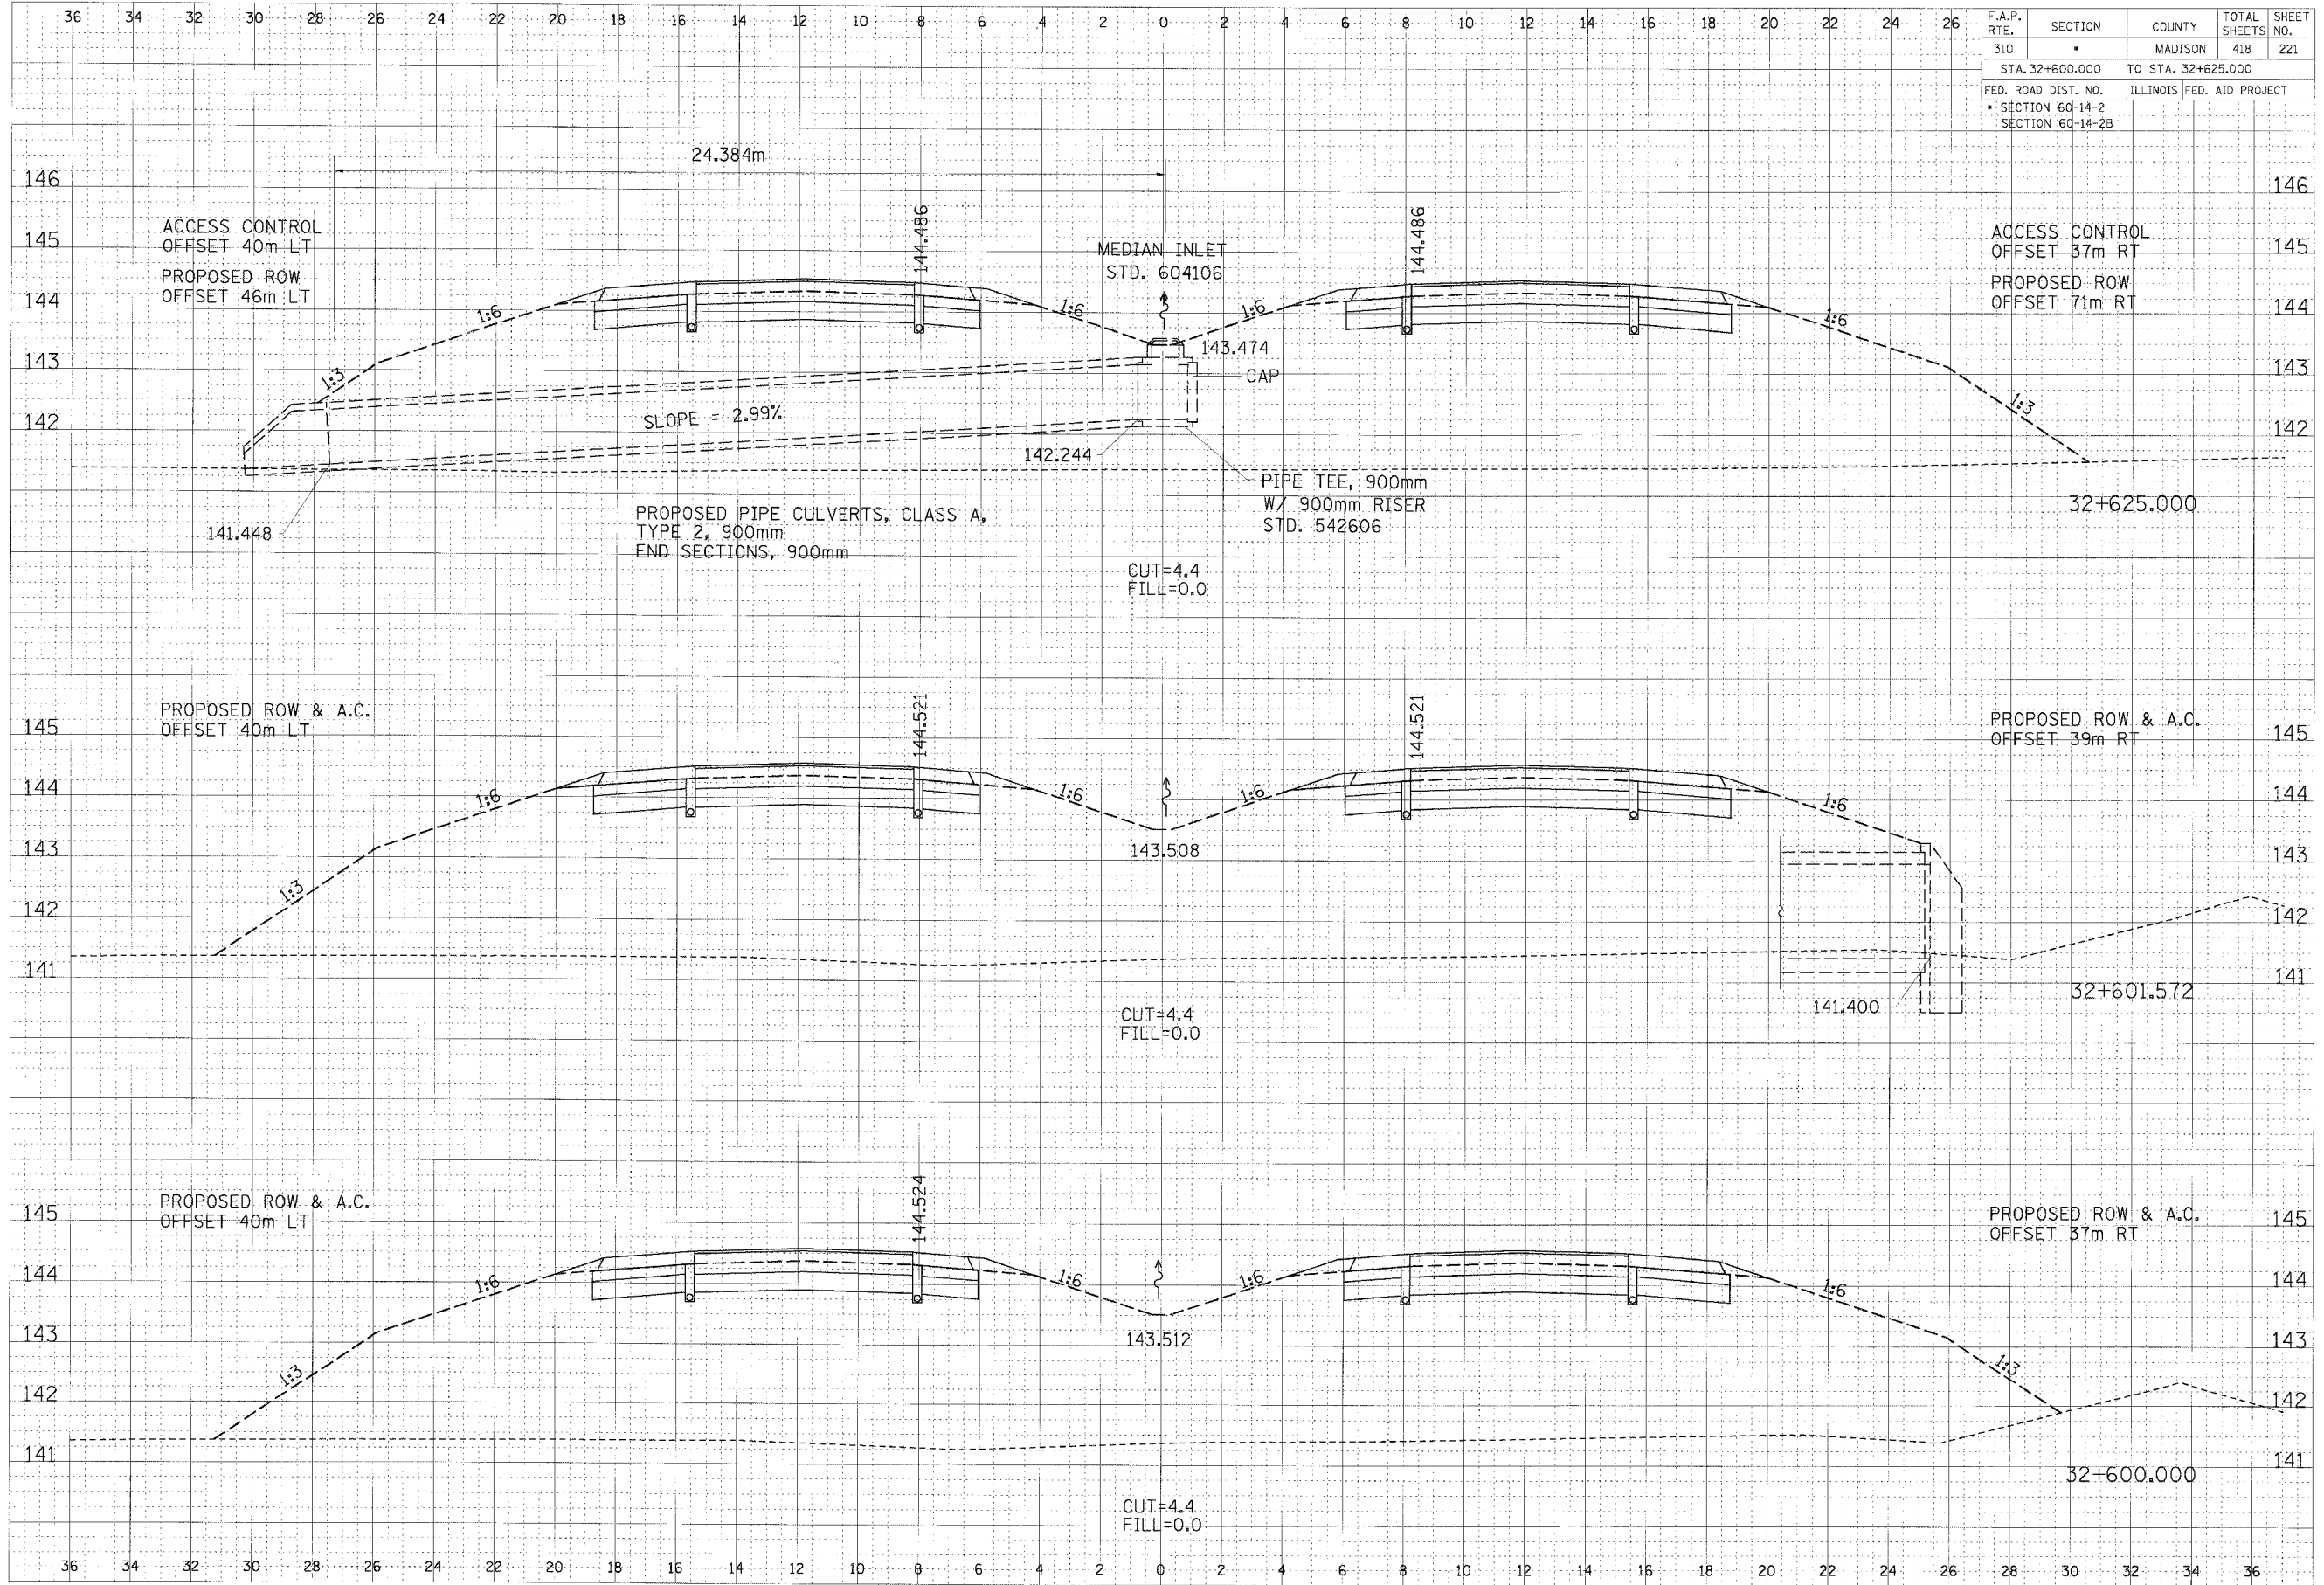 36 34 32 30 28 26 24 22 20 18 16 14 12 10 8 6 4 2 0 2 4 6 8 10 12 14 16 18 20 22 24 26
F.A.P. RTE. SECTION COUNTY TOTAL SHEETS SHEET NO.
310 * MADISON 418 221
STA. 32+600.000 TO STA. 32+625.000
FED. ROAD DIST. NO. ILLINOIS FED. AID PROJECT
* SECTION 60-14-2
SECTION 60-14-2B
24.384m
146 146
ACCESS CONTROL
OFFSET 40m LT
PROPOSED ROW
OFFSET 46m LT
144.486
MEDIAN INLET
STD. 604106
144.486
ACCESS CONTROL
OFFSET 37m RT
PROPOSED ROW
OFFSET 71m RT
145 145
144 144
1:6 1:6 1:6 1:6
143.474
143 143
1:3
CAP
1:3
SLOPE = 2.99%
142 142
142.244
141.448
PROPOSED PIPE CULVERTS, CLASS A,
TYPE 2, 900mm
END SECTIONS, 900mm
PIPE TEE, 900mm
W/ 900mm RISER
STD. 542606
32+625.000
CUT=4.4
FILL=0.0
PROPOSED ROW & A.C.
OFFSET 40m LT
144.521
144.521
PROPOSED ROW & A.C.
OFFSET 39m RT
145 145
144 144
1:6 1:6 1:6 1:6
143.508
143 143
1:3
142 142
141 141
141.400
32+601.572
CUT=4.4
FILL=0.0
PROPOSED ROW & A.C.
OFFSET 40m LT
144.524
PROPOSED ROW & A.C.
OFFSET 37m RT
145 145
144 144
1:6 1:6 1:6 1:6
143.512
143 143
1:3 1:3
142 142
141 141
32+600.000
CUT=4.4
FILL=0.0
36 34 32 30 28 26 24 22 20 18 16 14 12 10 8 6 4 2 0 2 4 6 8 10 12 14 16 18 20 22 24 26 28 30 32 34 36